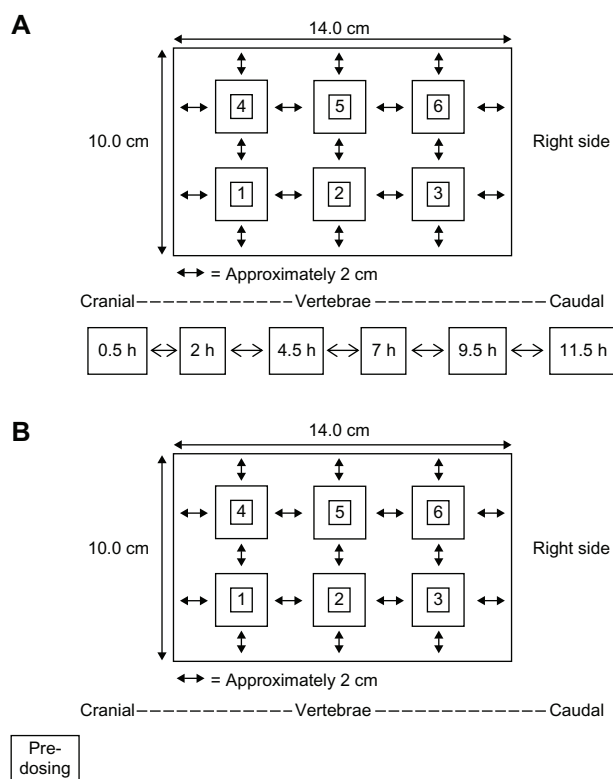 A
14.0 cm
4 5 6
10.0 cm
Right side
1 2 3
= Approximately 2 cm
Cranial Vertebrae Caudal
0.5 h 2 h 4.5 h 7 h 9.5 h 11.5 h
B
14.0 cm
4 5 6
10.0 cm
Right side
1 2 3
= Approximately 2 cm
Cranial Vertebrae Caudal
Pre-
dosing